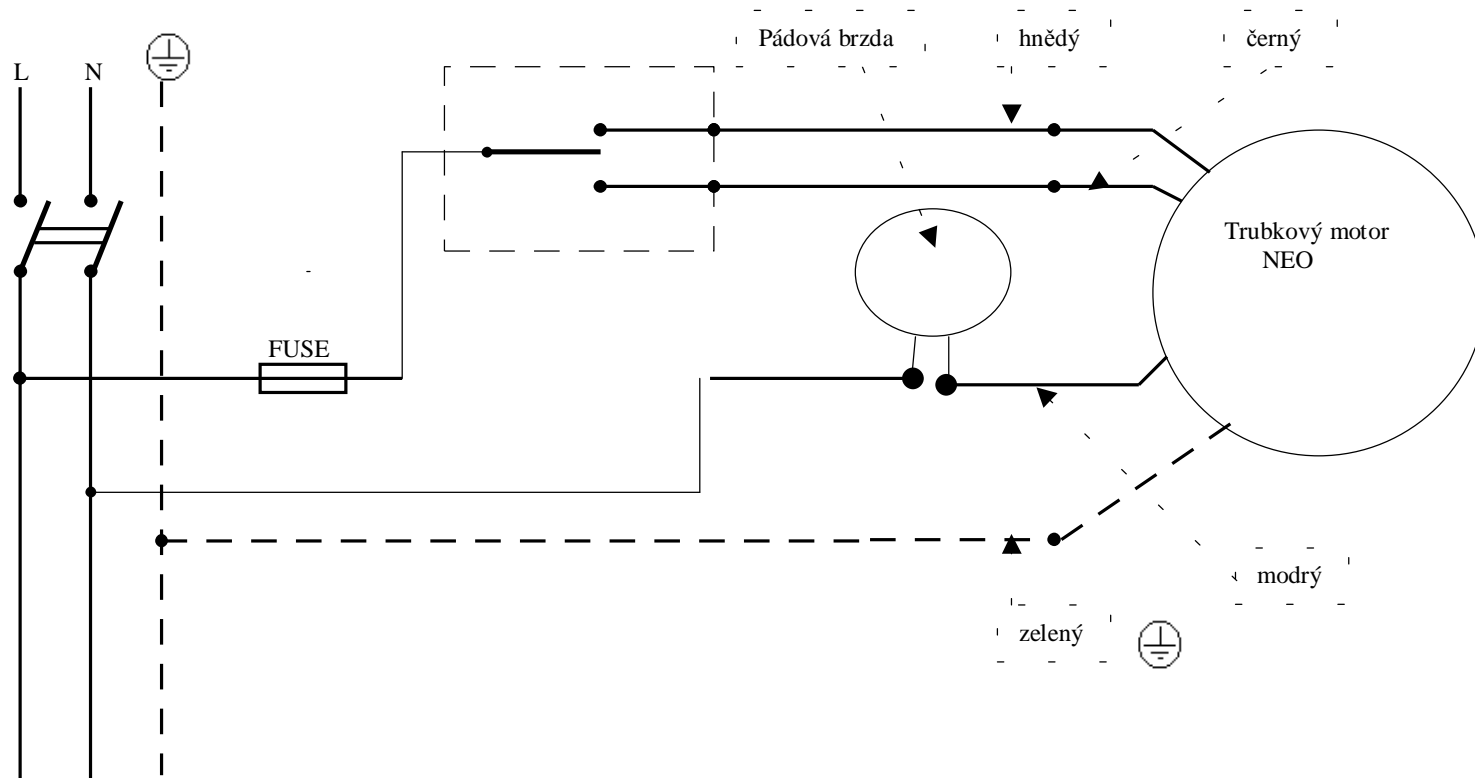 L
N
Pádová brzda
hnědý
černý
Trubkový motor
NEO
FUSE
modrý
zelený